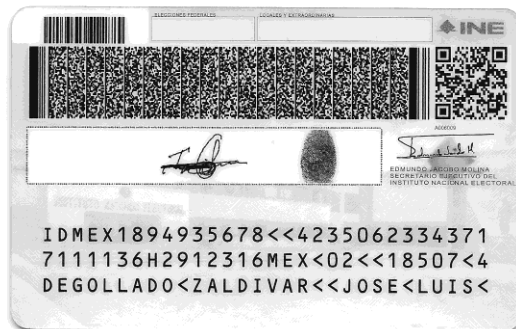 ELECCIONES FEDERALES
LOCALES Y EXTRAORDINARIAS
INE
EDMUNDO JACOBO MOLINA
SECRETARIO EJECUTIVO DEL
INSTITUTO NACIONAL ELECTORAL
IDMEX1894935678<<4235062334371
7111136H2912316MEX<02<<18507<4
DEGOLLADO<ZALDIVAR<<JOSE<LUIS<